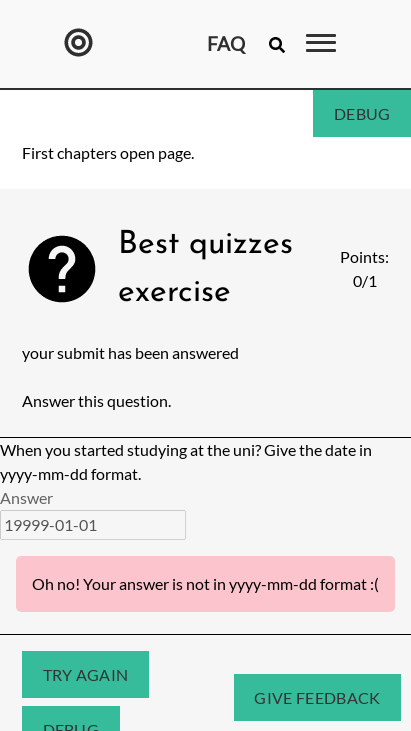 FAQ
DEBUG
First chapters open page.
Best quizzes
exercise
Points:
0/1
your submit has been answered
Answer this question.
When you started studying at the uni? Give the date in
yyyy-mm-dd format.
Answer
19999-01-01
Oh no! Your answer is not in yyyy-mm-dd format :(
TRY AGAIN
GIVE FEEDBACK
DEBUG